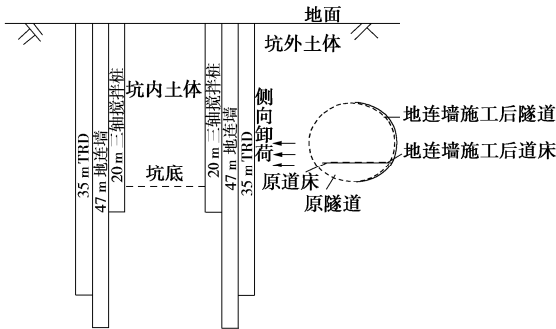 地面
坑外土体
35 m TRD
47 m 地连墙
20 m 三轴搅拌桩
坑内土体
坑底
20 m 三轴搅拌桩
47 m 地连墙
35 m TRD
侧向卸荷
地连墙施工后隧道
地连墙施工后道床
原道床
原隧道